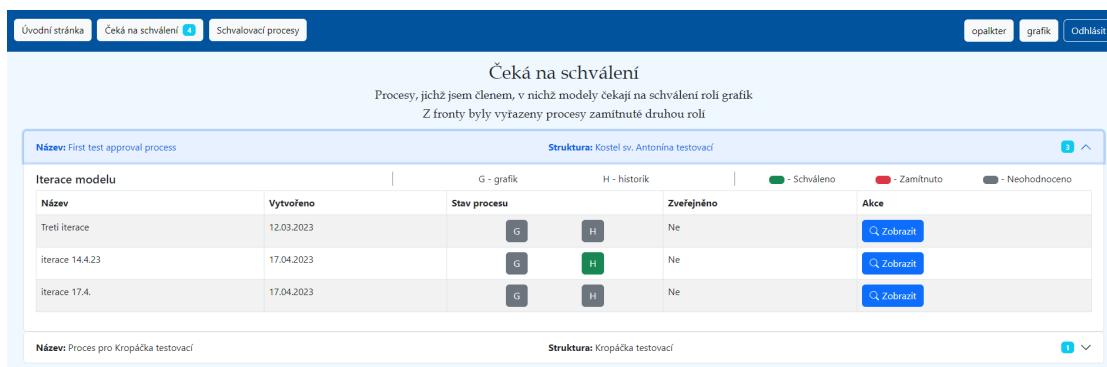 Úvodní stránka Čeká na schválení 4 Schvalovací procesy opalkter grafik Odhlásit
Čeká na schválení
Procesy, jichž jsem členem, v nichž modely čekají na schválení rolí grafik
Z fronty byly vyřazeny procesy zamítnuté druhou rolí
Název: First test approval process Struktura: Kostel sv. Antonína testovací 3
Iterace modelu G - grafik H - historik - Schváleno - Zamítnuto - Neohodnoceno
Název Vytvořeno Stav procesu Zveřejněno Akce
Treti iterace 12.03.2023 G H Ne Zobrazit
iterace 14.4.23 17.04.2023 G H Ne Zobrazit
iterace 17.4. 17.04.2023 G H Ne Zobrazit
Název: Proces pro Kropáčka testovací Struktura: Kropáčka testovací 1